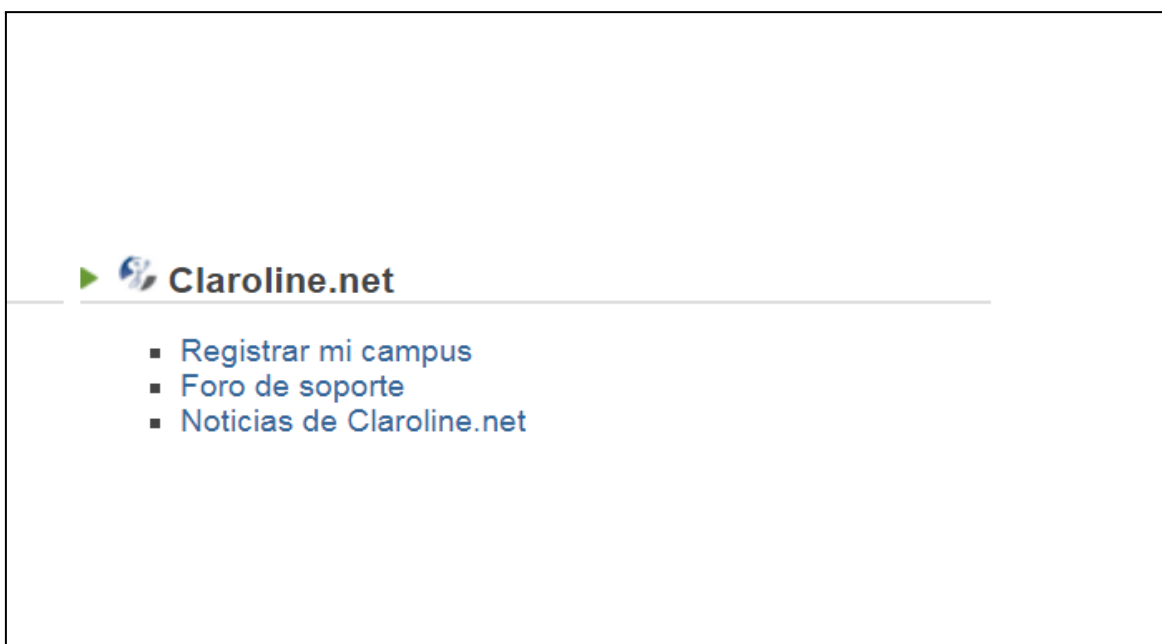 Claroline.net
Registrar mi campus
Foro de soporte
Noticias de Claroline.net